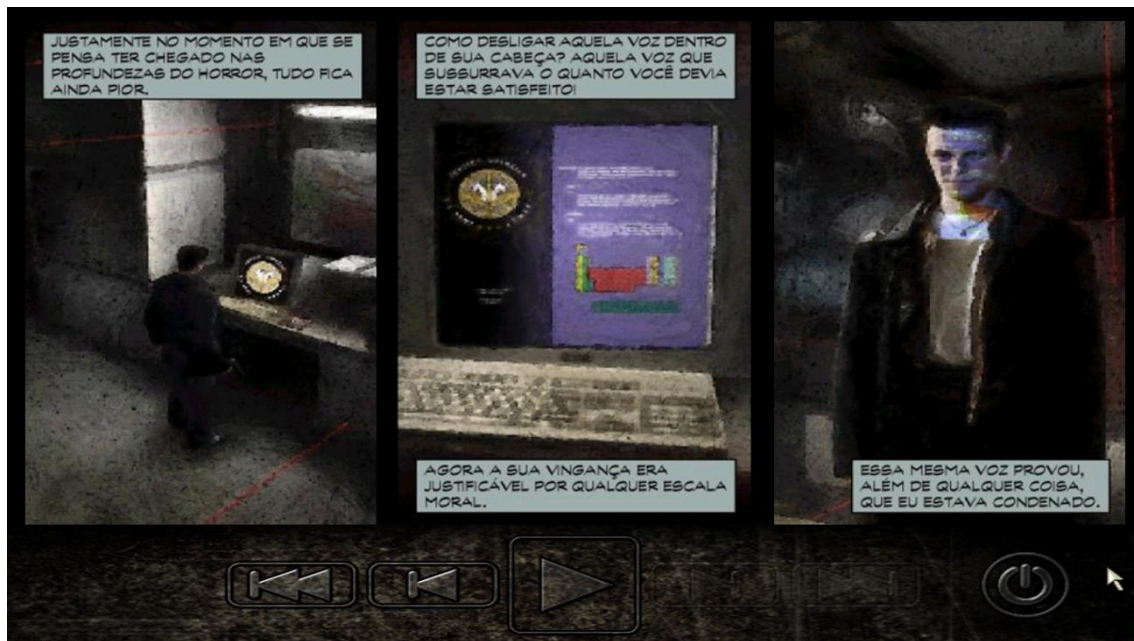 JUSTAMENTE NO MOMENTO EM QUE SE
PENSA TER CHEGADO NAS
PROFUNDEZAS DO HORROR, TUDO FICA
AINDA PIOR.
COMO DESLIGAR AQUELA VOZ DENTRO
DE SUA CABEÇA? AQUELA VOZ QUE
SUSSURRAVA O QUANTO VOCÊ DEVIA
ESTAR SATISFEITO!
AGORA A SUA VINGANÇA ERA
JUSTIFICÁVEL POR QUALQUER ESCALA
MORAL.
ESSA MESMA VOZ PROVOU,
ALÉM DE QUALQUER COISA,
QUE EU ESTAVA CONDENADO.